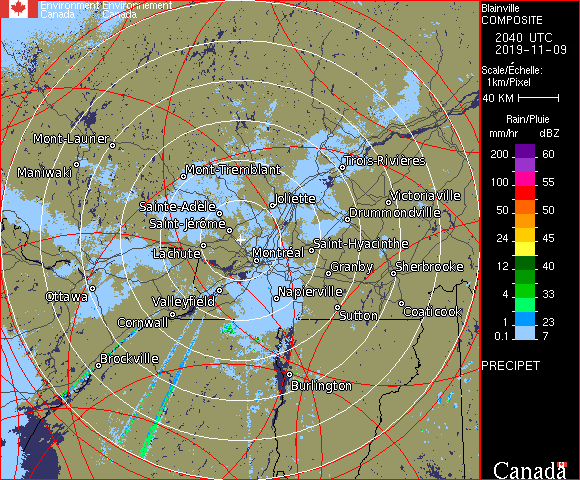 Environment Environnement
Canada Canada
Blainville
COMPOSITE
2040 UTC
2019-11-09
Scale/Échelle:
1km/Pixel
40 KM
Rain/Pluie
mm/hr dBZ
200 60
100 55
50 50
24 45
12 40
4 33
1 23
0.1 7
PRECIPET
Canada
Mont-Laurier
Maniwaki
Mont-Tremblant
Trois-Rivières
Joliette
Victoriaville
Sainte-Adèle
Drummondville
Saint-Jérôme
Lachute
Saint-Hyacinthe
Montréal
Granby
Sherbrooke
Ottawa
Valleyfield
Napierville
Cornwall
Sutton
Coaticook
Brockville
Burlington